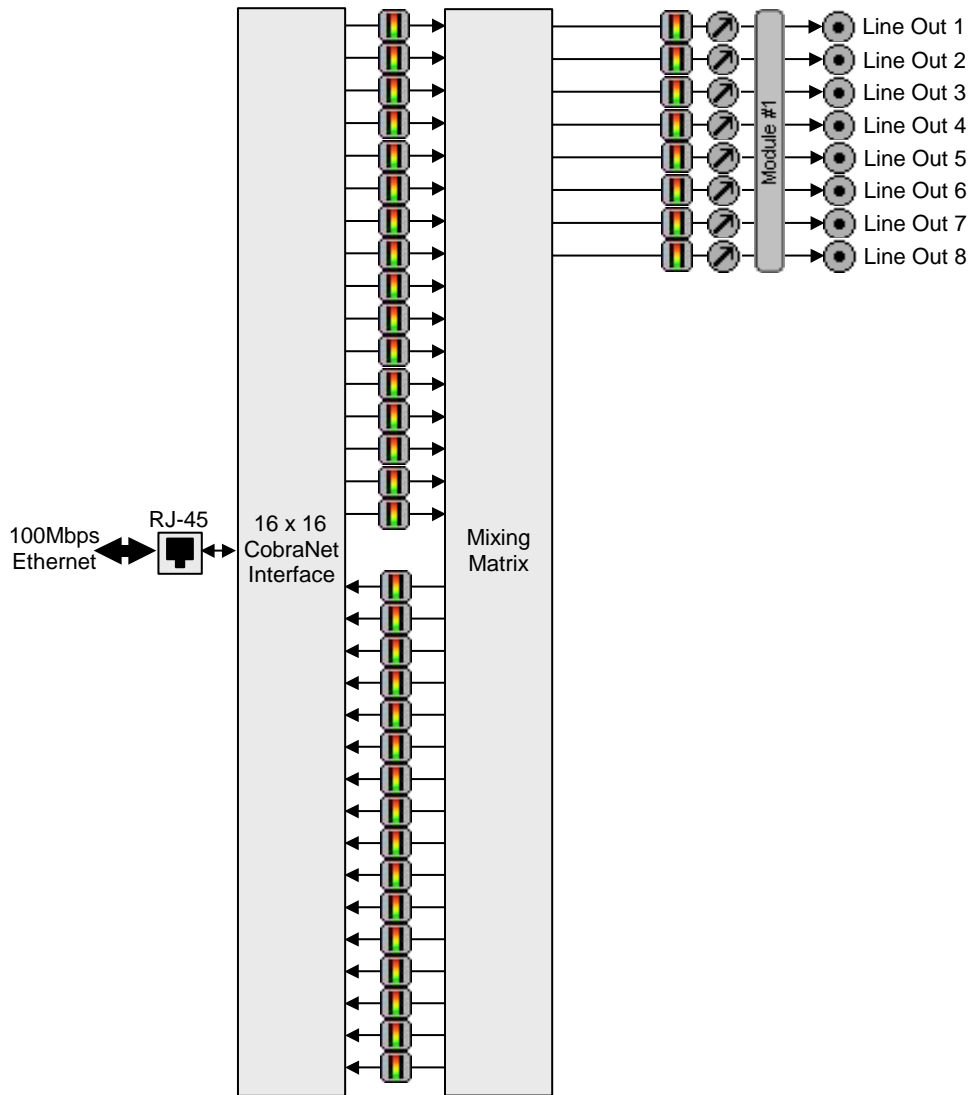 Line Out 1
Line Out 2
Line Out 3
Line Out 4
Line Out 5
Line Out 6
Line Out 7
Line Out 8
Module #1
100Mbps
Ethernet
RJ-45
16 x 16
CobraNet
Interface
Mixing
Matrix